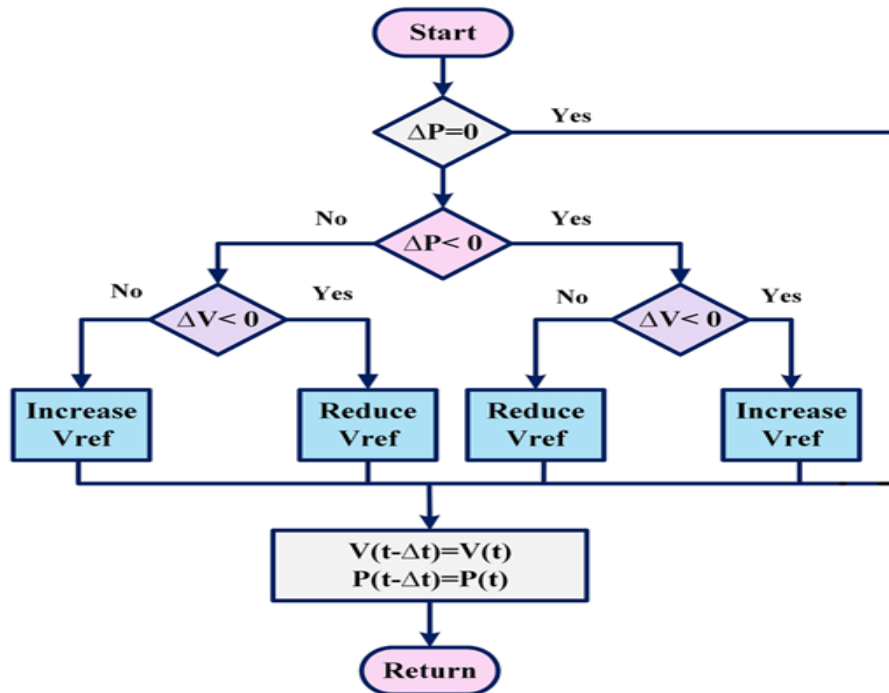 Start
ΔP=0
Yes
No
ΔP< 0
Yes
No
ΔV< 0
Yes
No
ΔV< 0
Yes
Increase
Vref
Reduce
Vref
Reduce
Vref
Increase
Vref
V(t-Δt)=V(t)
P(t-Δt)=P(t)
Return